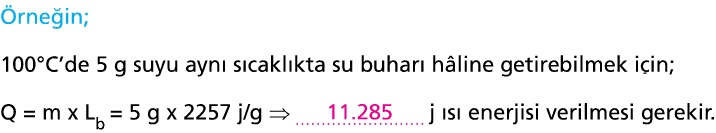 Örneğin;
100°C'de 5 g suyu aynı sıcaklıkta su buharı hâline getirebilmek için;
Q = m x L_b = 5 g x 2257 j/g ⇒ 11.285 j ısı enerjisi verilmesi gerekir.